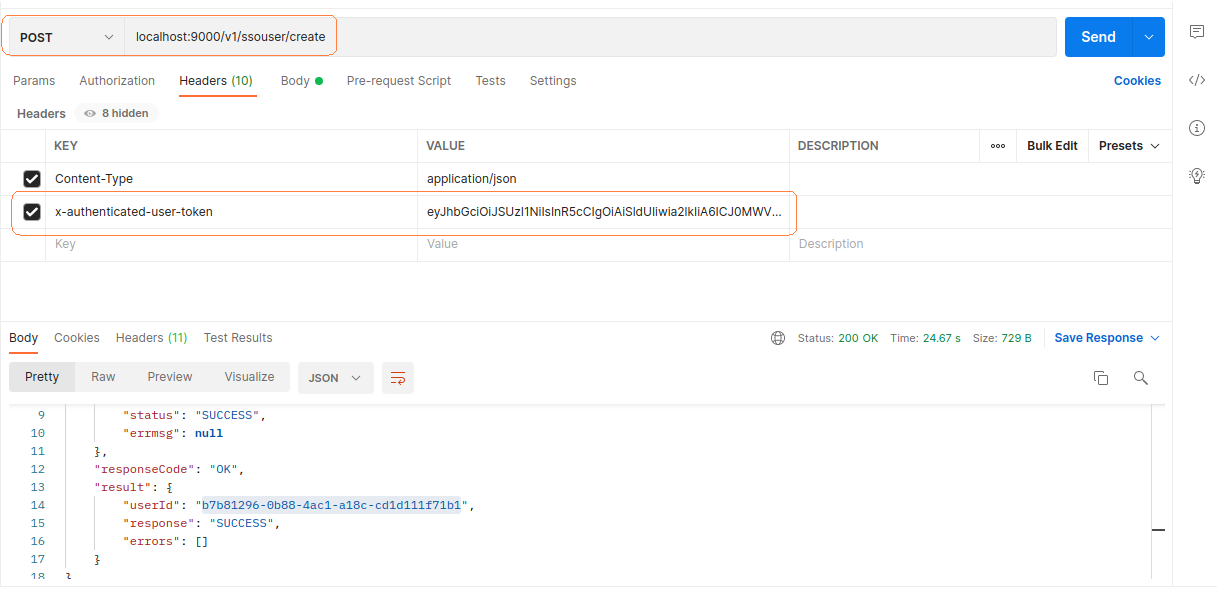 POST localhost:9000/v1/ssouser/create Send
Params Authorization Headers (10) Body Pre-request Script Tests Settings Cookies
Headers 8 hidden
KEY VALUE DESCRIPTION ooo Bulk Edit Presets
Content-Type application/json
x-authenticated-user-token eyJhbGciOiJSUzI1NiIsInR5cCIgOiAiSldUIiwia2lkIiA6ICJ0MWV...
Key Value Description
Body Cookies Headers (11) Test Results Status: 200 OK Time: 24.67 s Size: 729 B Save Response
Pretty Raw Preview Visualize JSON
9 "status": "SUCCESS",
10 "errmsg": null
11 },
12 "responseCode": "OK",
13 "result": {
14 "userId": "b7b81296-0b88-4ac1-a18c-cd1d111f71b1",
15 "response": "SUCCESS",
16 "errors": []
17 }
18 }